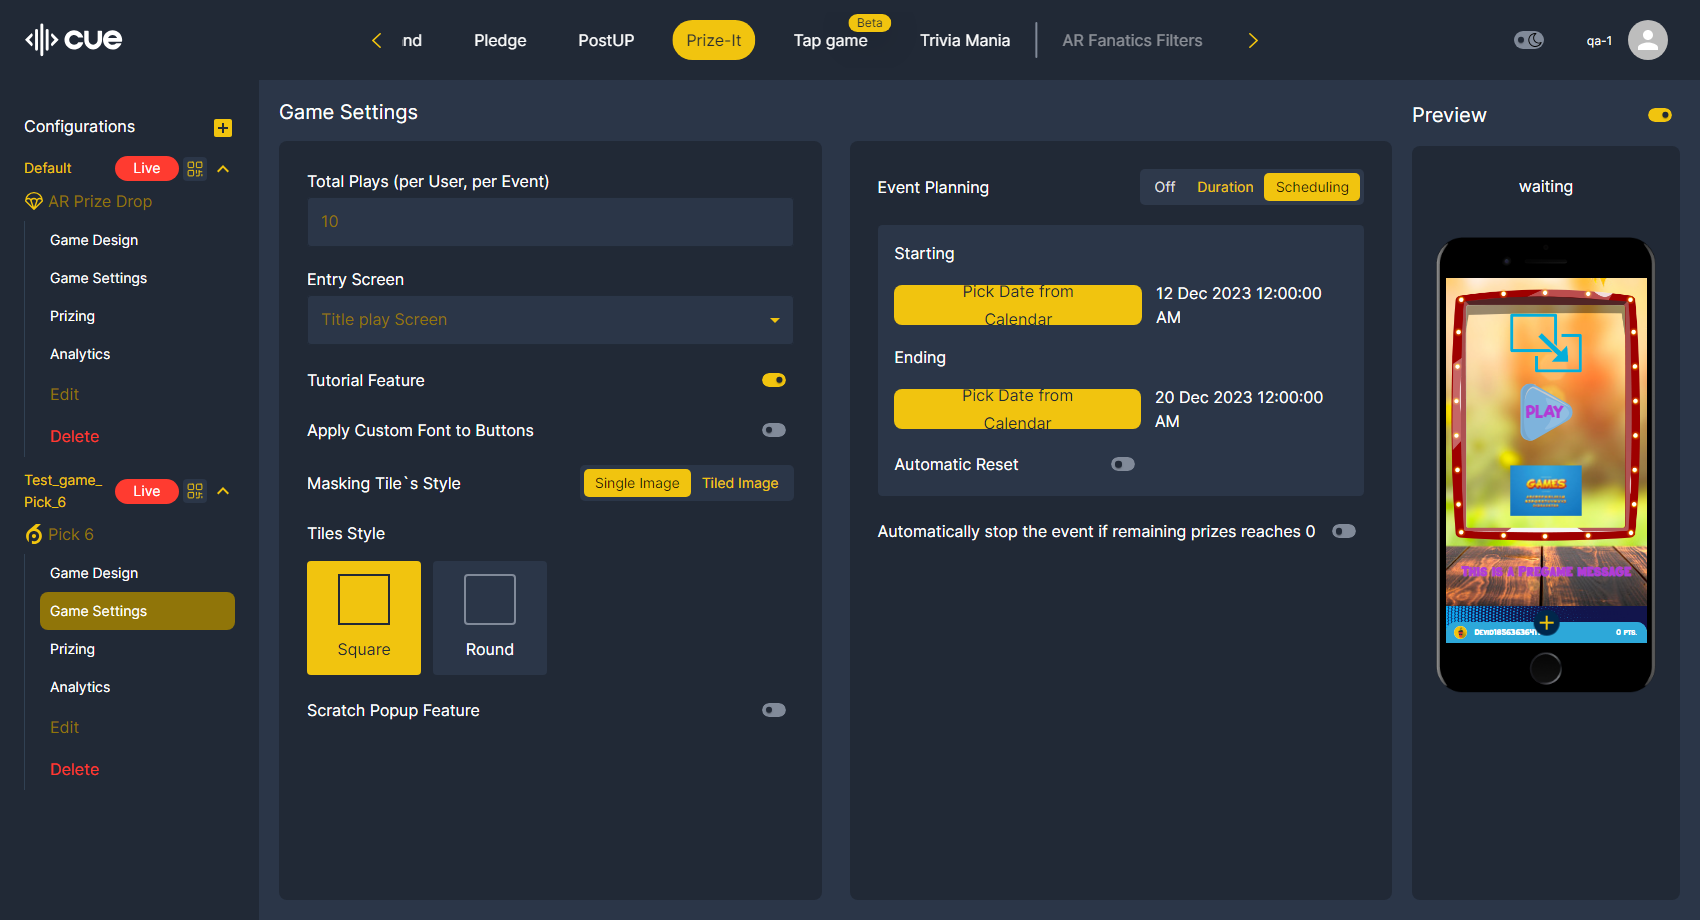 cue
nd
Pledge
PostUP
Prize-It
Beta
Tap game
Trivia Mania
AR Fanatics Filters
qa-1
Configurations
Default
Live
AR Prize Drop
Game Design
Game Settings
Prizing
Analytics
Edit
Delete
Test_game_
Pick_6
Live
Pick 6
Game Design
Game Settings
Prizing
Analytics
Edit
Delete
Game Settings
Total Plays (per User, per Event)
10
Entry Screen
Title play Screen
Tutorial Feature
Apply Custom Font to Buttons
Masking Tile`s Style
Single Image
Tiled Image
Tiles Style
Square
Round
Scratch Popup Feature
Event Planning
Off
Duration
Scheduling
Starting
Pick Date from
Calendar
12 Dec 2023 12:00:00
AM
Ending
Pick Date from
Calendar
20 Dec 2023 12:00:00
AM
Automatic Reset
Automatically stop the event if remaining prizes reaches 0
Preview
waiting
PLAY
GAMES
This is a Pregame message
0 PTS.